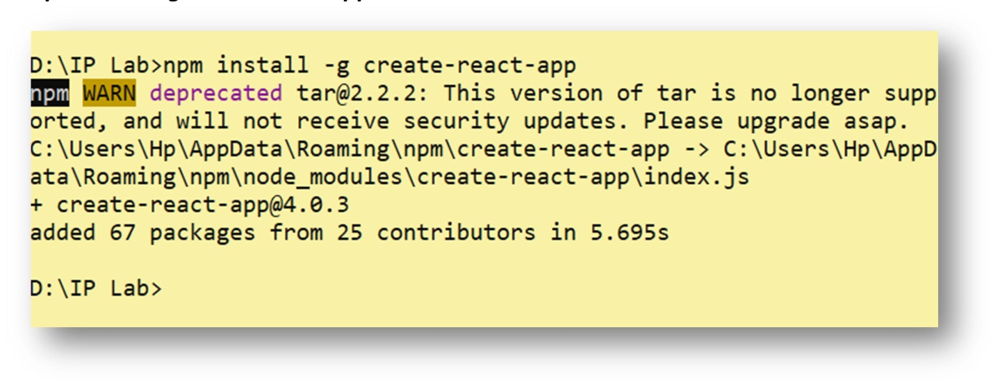 D:\IP Lab>npm install -g create-react-app
npm WARN deprecated tar@2.2.2: This version of tar is no longer supp
orted, and will not receive security updates. Please upgrade asap.
C:\Users\Hp\AppData\Roaming\npm\create-react-app -> C:\Users\Hp\AppD
ata\Roaming\npm\node_modules\create-react-app\index.js
+ create-react-app@4.0.3
added 67 packages from 25 contributors in 5.695s
D:\IP Lab>